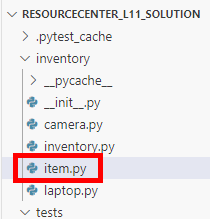 RESOURCECENTER_L11_SOLUTION
.pytest_cache
inventory
__pycache__
__init__.py
camera.py
inventory.py
item.py
laptop.py
tests